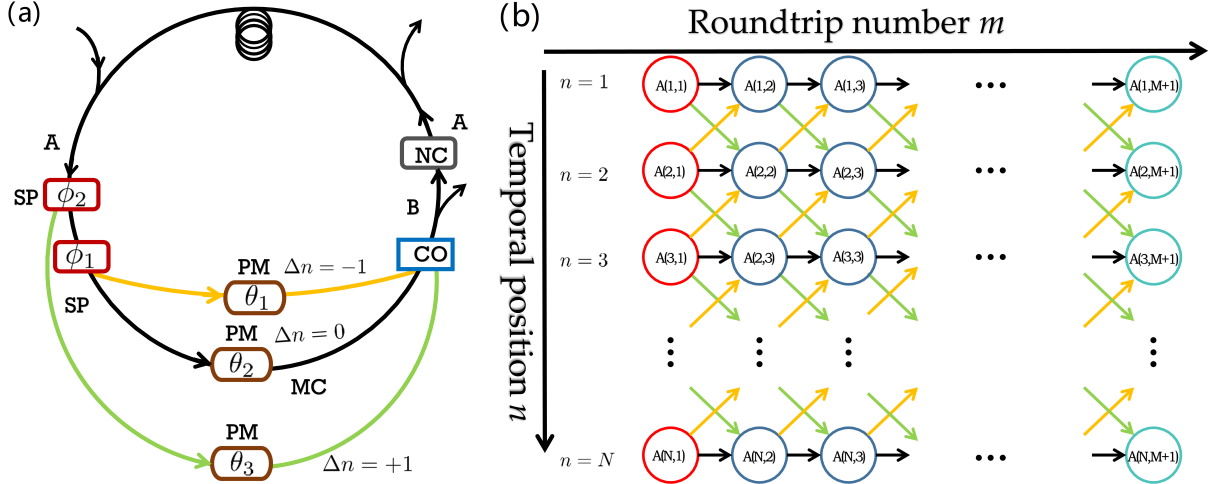 (a)
A
SP
ϕ₂
ϕ₁
SP
PM
Δn = −1
θ₁
PM
Δn = 0
θ₂
MC
PM
θ₃
Δn = +1
A
NC
B
CO
(b)
Roundtrip number m
Temporal position n
n = 1
A(1,1)
A(1,2)
A(1,3)
...
A(1,M+1)
n = 2
A(2,1)
A(2,2)
A(2,3)
...
A(2,M+1)
n = 3
A(3,1)
A(2,3)
A(3,3)
...
A(3,M+1)
n = N
A(N,1)
A(N,2)
A(N,3)
...
A(N,M+1)